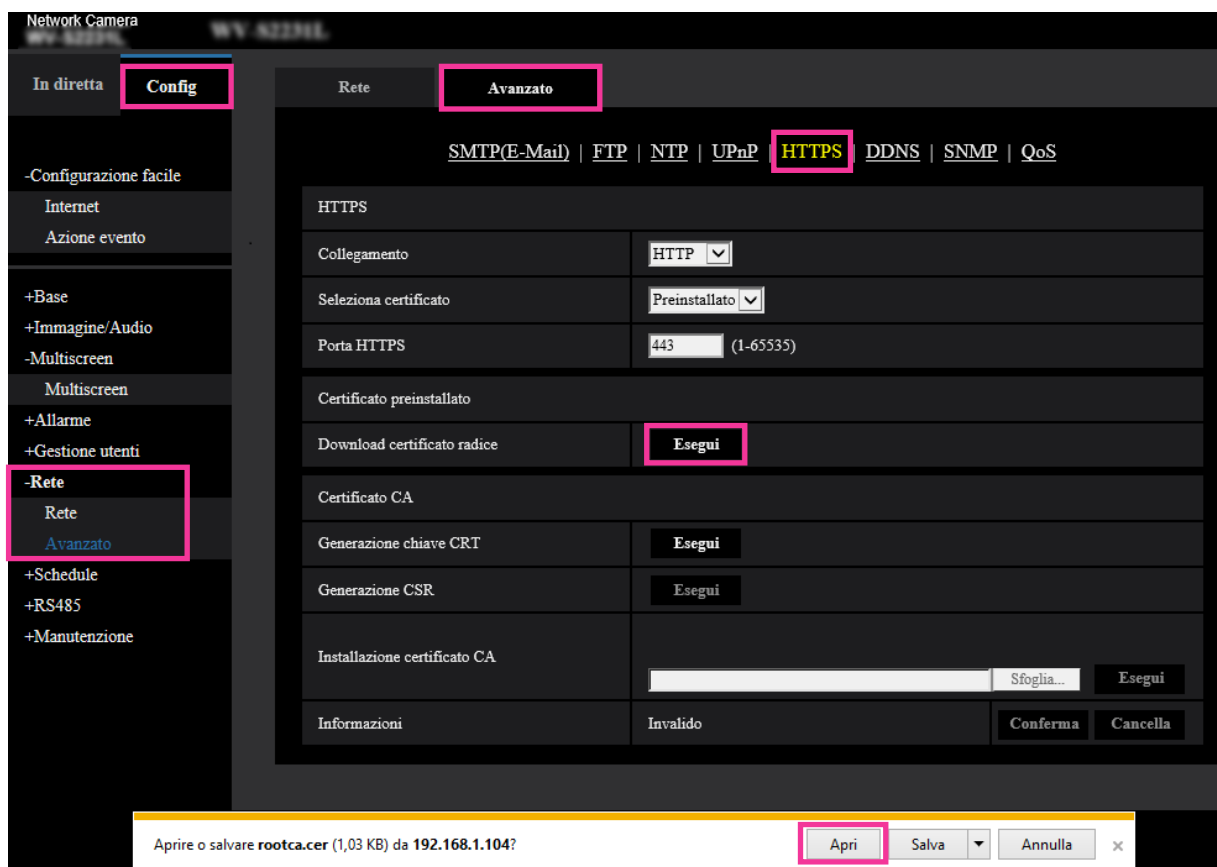 Network Camera
WV-S2231L WV-S2231L
In diretta Config
Rete Avanzato
SMTP(E-Mail) | FTP | NTP | UPnP | HTTPS | DDNS | SNMP | QoS
-Configurazione facile
Internet
Azione evento
+Base
+Immagine/Audio
-Multiscreen
Multiscreen
+Allarme
+Gestione utenti
-Rete
Rete
Avanzato
+Schedule
+RS485
+Manutenzione
HTTPS
Collegamento HTTP
Seleziona certificato Preinstallato
Porta HTTPS 443 (1-65535)
Certificato preinstallato
Download certificato radice Esegui
Certificato CA
Generazione chiave CRT Esegui
Generazione CSR Esegui
Installazione certificato CA Sfoglia... Esegui
Informazioni Invalido Conferma Cancella
Aprire o salvare rootca.cer (1,03 KB) da 192.168.1.104? Apri Salva Annulla ×